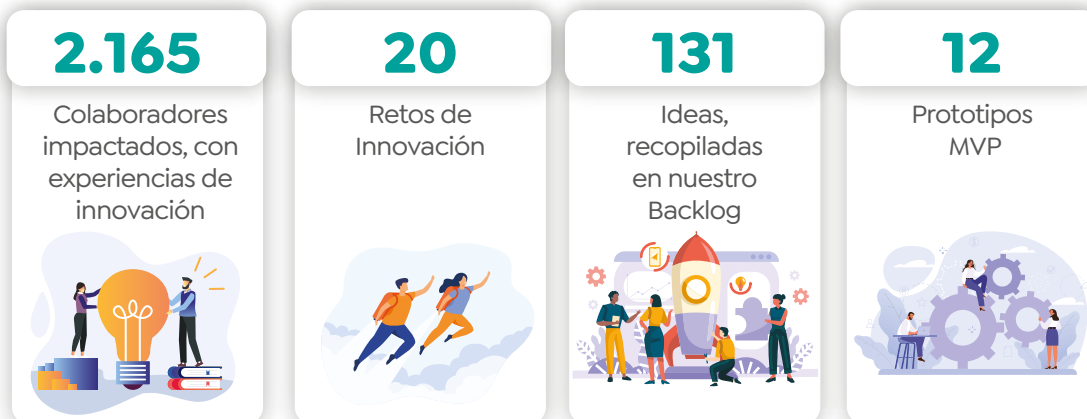 2.165
Colaboradores
impactados, con
experiencias de
innovación
20
Retos de
Innovación
131
Ideas,
recopiladas
en nuestro
Backlog
12
Prototipos
MVP